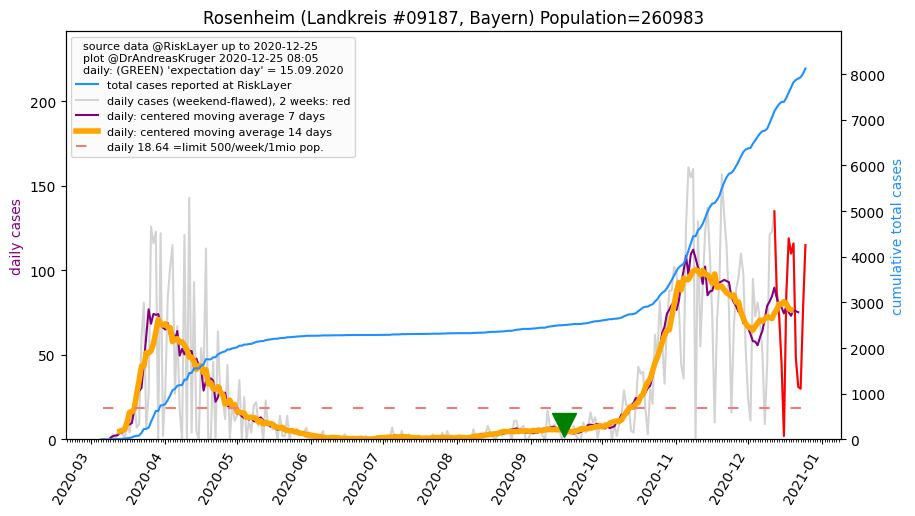 Rosenheim (Landkreis #09187, Bayern) Population=260983
source data @RiskLayer up to 2020-12-25
plot @DrAndreasKruger 2020-12-25 08:05
daily: (GREEN) 'expectation day' = 15.09.2020
total cases reported at RiskLayer
daily cases (weekend-flawed), 2 weeks: red
daily: centered moving average 7 days
daily: centered moving average 14 days
daily 18.64 =limit 500/week/1mio pop.
daily cases
200
150
100
50
0
cumulative total cases
8000
7000
6000
5000
4000
3000
2000
1000
0
2020-03
2020-04
2020-05
2020-06
2020-07
2020-08
2020-09
2020-10
2020-11
2020-12
2021-01